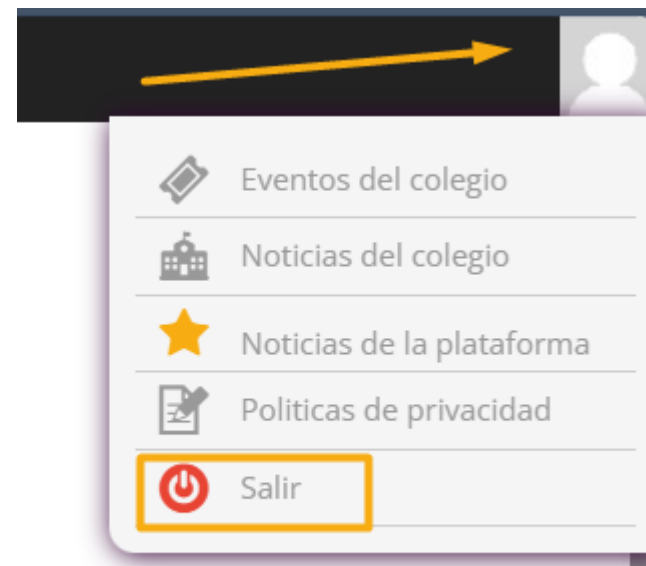 Eventos del colegio
Noticias del colegio
Noticias de la plataforma
Politicas de privacidad
Salir